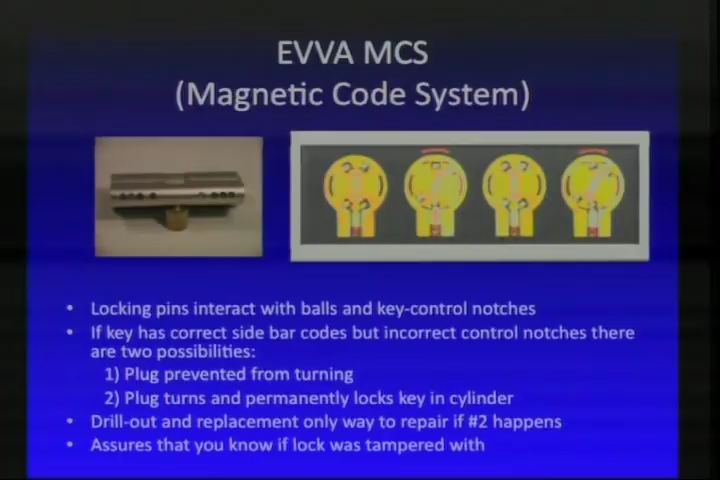 EVVA MCS
(Magnetic Code System)
• Locking pins interact with balls and key-control notches
• If key has correct side bar codes but incorrect control notches there
are two possibilities:
1) Plug prevented from turning
2) Plug turns and permanently locks key in cylinder
• Drill-out and replacement only way to repair if #2 happens
• Assures that you know if lock was tampered with